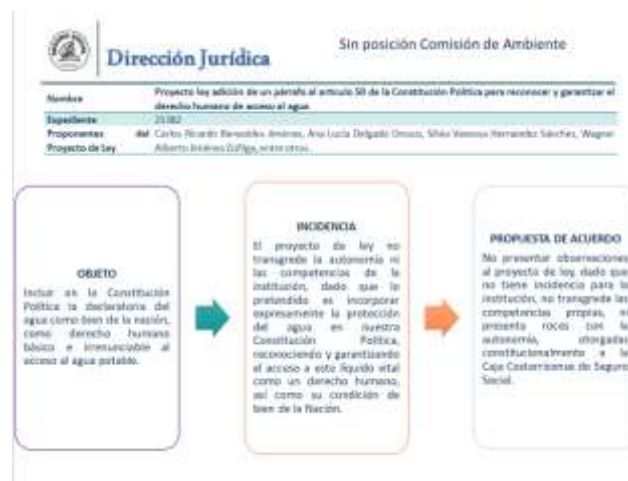 Dirección Jurídica
Sin posición Comisión de Ambiente
Nombre
Proyecto ley adición de un párrafo al artículo 50 de la Constitución Política para reconocer y garantizar el
derecho humano de acceso al agua
Expediente
Proponentes del
Proyecto de Ley
Carlos Ricardo Benavides Jiménez, Ana Lucía Delgado Orozco, Silvia Vanessa Hernández Sánchez, Wagner
Alberto Jiménez Zúñiga, entre otros.
OBJETO
Incluir en la Constitución
Política la declaratoria del
agua como bien de la nación,
como derecho humano
básico e irrenunciable al
acceso al agua potable.
INCIDENCIA
El proyecto de ley no
transgrede la autonomía ni
las competencias de la
institución, dado que lo
pretendido es incorporar
expresamente la protección
del agua en nuestra
Constitución Política,
reconociendo y garantizando
el acceso a este líquido vital
como un derecho humano,
así como su condición de
bien de la Nación.
PROPUESTA DE ACUERDO
No presentar observaciones
al proyecto de ley, dado que
no tiene incidencia para la
institución, no transgrede las
competencias propias, ni
presenta roces con la
autonomía, otorgadas
constitucionalmente a la
Caja Costarricense de Seguro
Social.